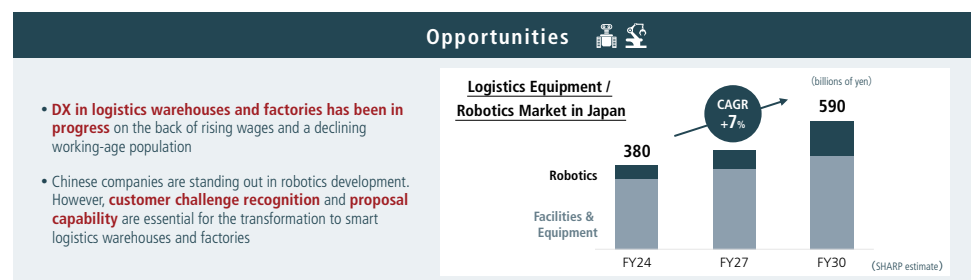 Opportunities
• DX in logistics warehouses and factories has been in
progress on the back of rising wages and a declining
working-age population
• Chinese companies are standing out in robotics development.
However, customer challenge recognition and proposal
capability are essential for the transformation to smart
logistics warehouses and factories
Logistics Equipment /
Robotics Market in Japan
(billions of yen)
CAGR
+7%
590
380
Robotics
Facilities &
Equipment
FY24
FY27
FY30
(SHARP estimate)